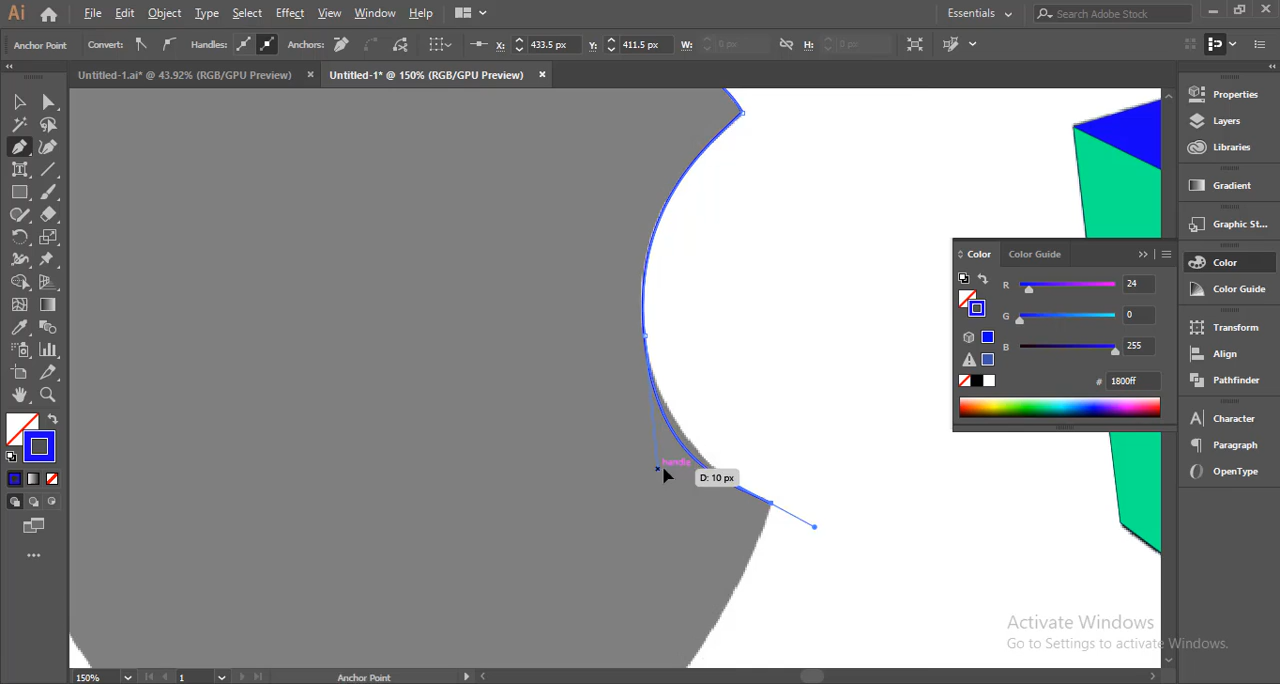 Ai File Edit Object Type Select Effect View Window Help Essentials Search Adobe Stock
Anchor Point Convert: Handles: Anchors: X: 433.5 px Y: 411.5 px W: 0 px H: 0 px
Untitled-1.ai* @ 43.92% (RGB/GPU Preview) Untitled-1* @ 150% (RGB/GPU Preview)
Properties
Layers
Libraries
Gradient
Graphic St...
Color
Color Guide
Transform
Align
Pathfinder
Character
Paragraph
OpenType
Color Color Guide
R 24
G 0
B 255
# 1800ff
handle
D: 10 px
Activate Windows
Go to Settings to activate Windows.
150% 1 Anchor Point